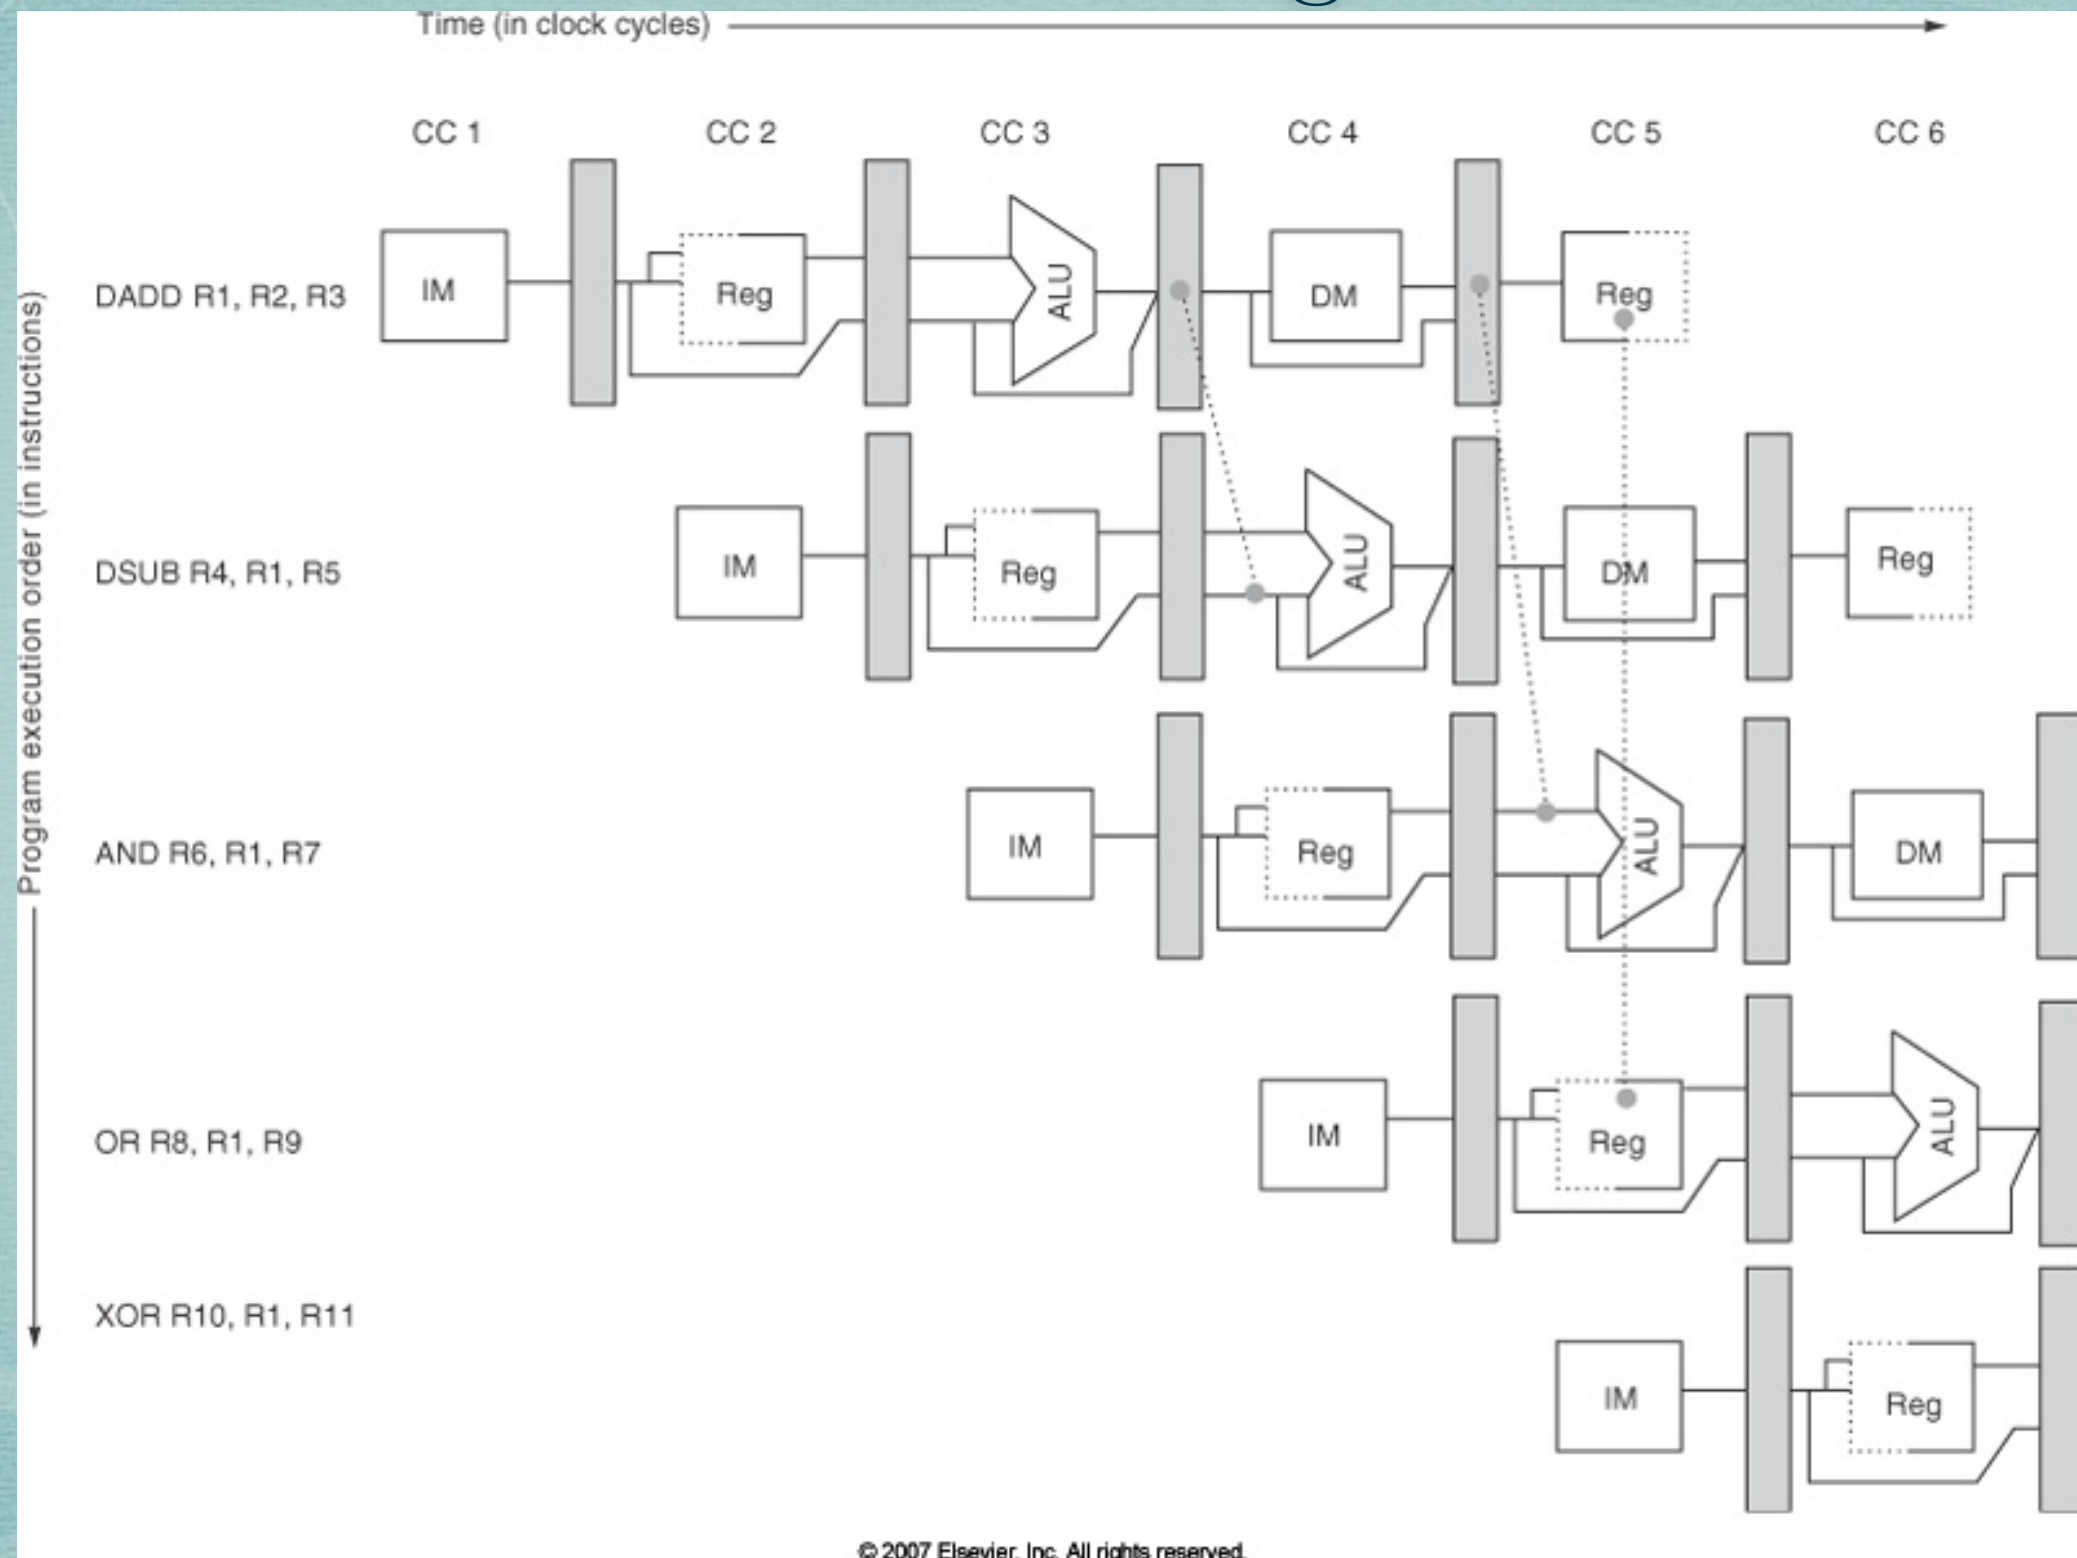 Time (in clock cycles)
CC 1 CC 2 CC 3 CC 4 CC 5 CC 6
Program execution order (in instructions)
DADD R1, R2, R3 IM Reg ALU DM Reg
DSUB R4, R1, R5 IM Reg ALU DM Reg
AND R6, R1, R7 IM Reg ALU DM
OR R8, R1, R9 IM Reg ALU
XOR R10, R1, R11
IM Reg
© 2007 Elsevier, Inc. All rights reserved.